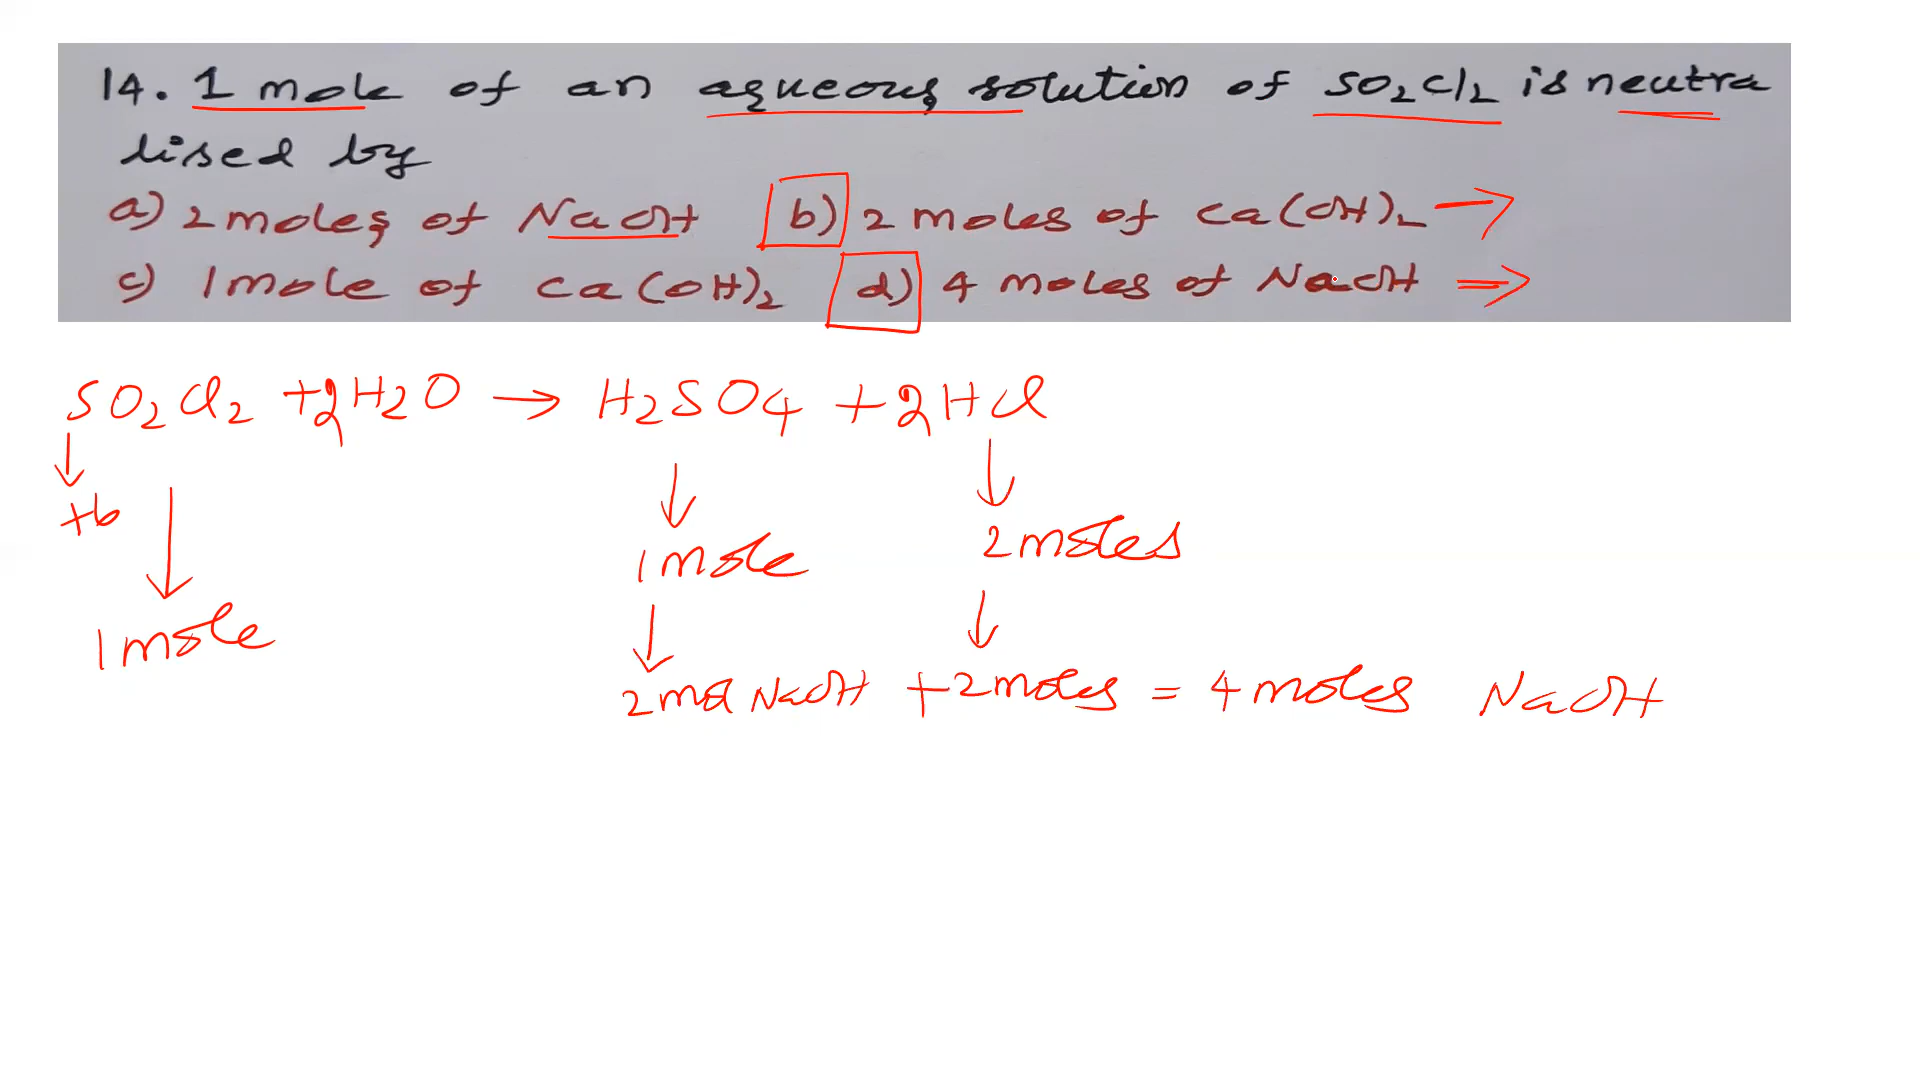 14. 1 mole of an aqueous solution of SO₂Cl₂ is neutra
lised by
a) 2 moles of NaOH b) 2 moles of Ca(OH)₂ →
c) 1 mole of Ca(OH)₂ d) 4 moles of NaOH ⇒
SO₂Cl₂ + 2H₂O → H₂SO₄ + 2HCl
+6
1 mole 2 moles
1 mole
2 mol NaOH + 2 moles = 4 moles NaOH